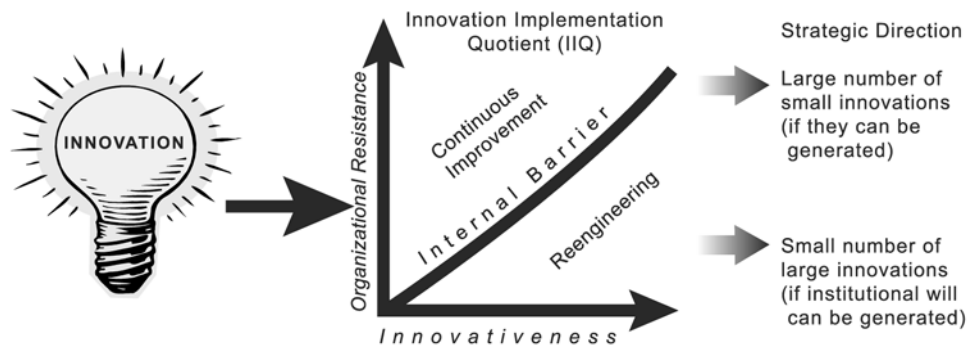 INNOVATION
Innovation Implementation
Quotient (IIQ)
Organizational Resistance
Continuous
Improvement
Internal Barrier
Reengineering
Innovativeness
Strategic Direction
Large number of
small innovations
(if they can be
generated)
Small number of
large innovations
(if institutional will
can be generated)